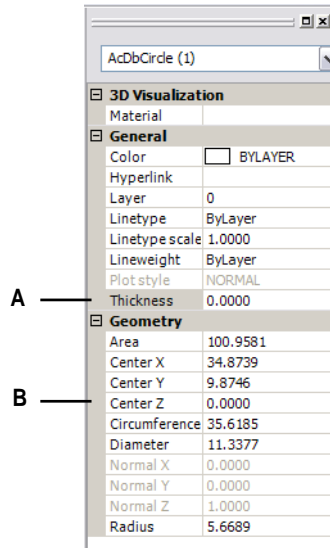 AcDbCircle (1)
3D Visualization
Material
General
Color BYLAYER
Hyperlink
Layer 0
Linetype ByLayer
Linetype scale 1.0000
Lineweight ByLayer
Plot style NORMAL
A Thickness 0.0000
Geometry
Area 100.9581
Center X 34.8739
Center Y 9.8746
B Center Z 0.0000
Circumference 35.6185
Diameter 11.3377
Normal X 0.0000
Normal Y 0.0000
Normal Z 1.0000
Radius 5.6689